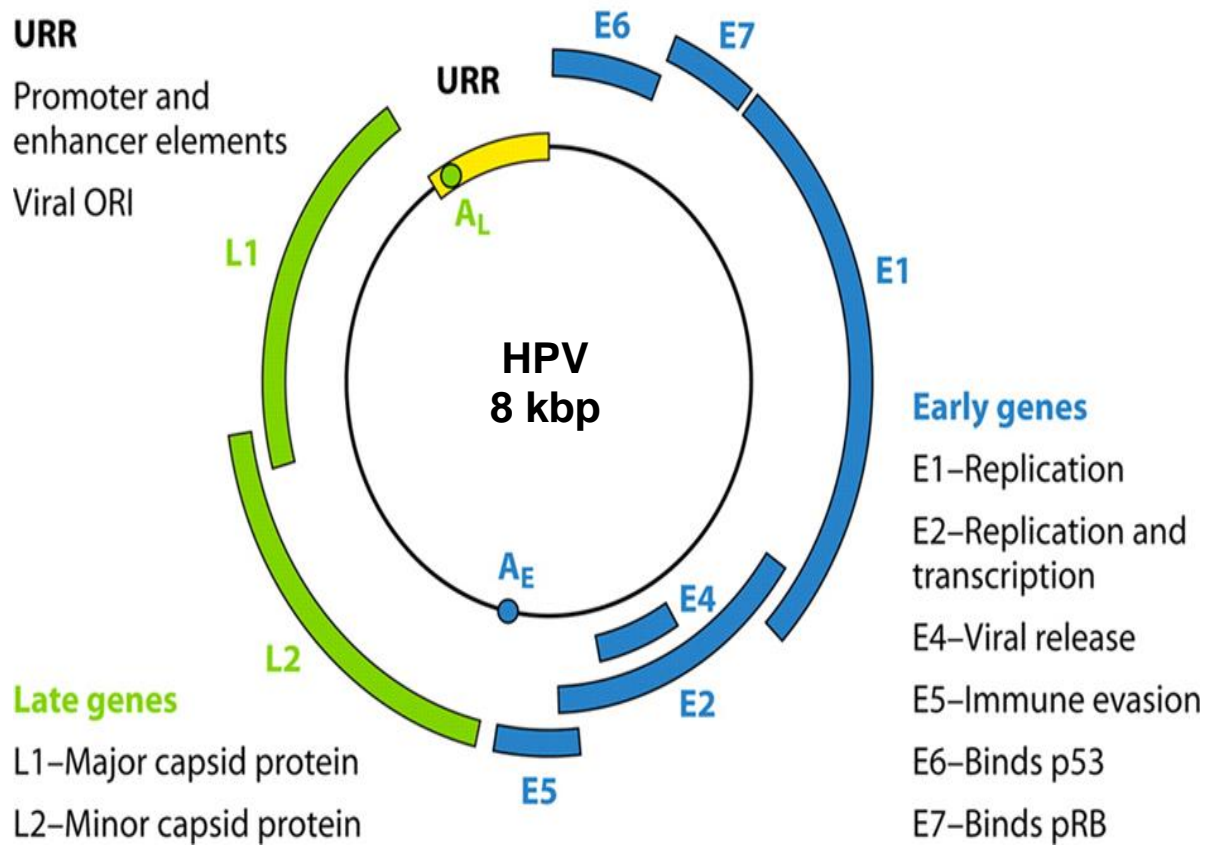 URR
Promoter and
enhancer elements
Viral ORI
URR
E6
E7
A_L
L1
E1
HPV
8 kbp
A_E
E4
L2
E2
E5
Late genes
L1–Major capsid protein
L2–Minor capsid protein
Early genes
E1–Replication
E2–Replication and
transcription
E4–Viral release
E5–Immune evasion
E6–Binds p53
E7–Binds pRB